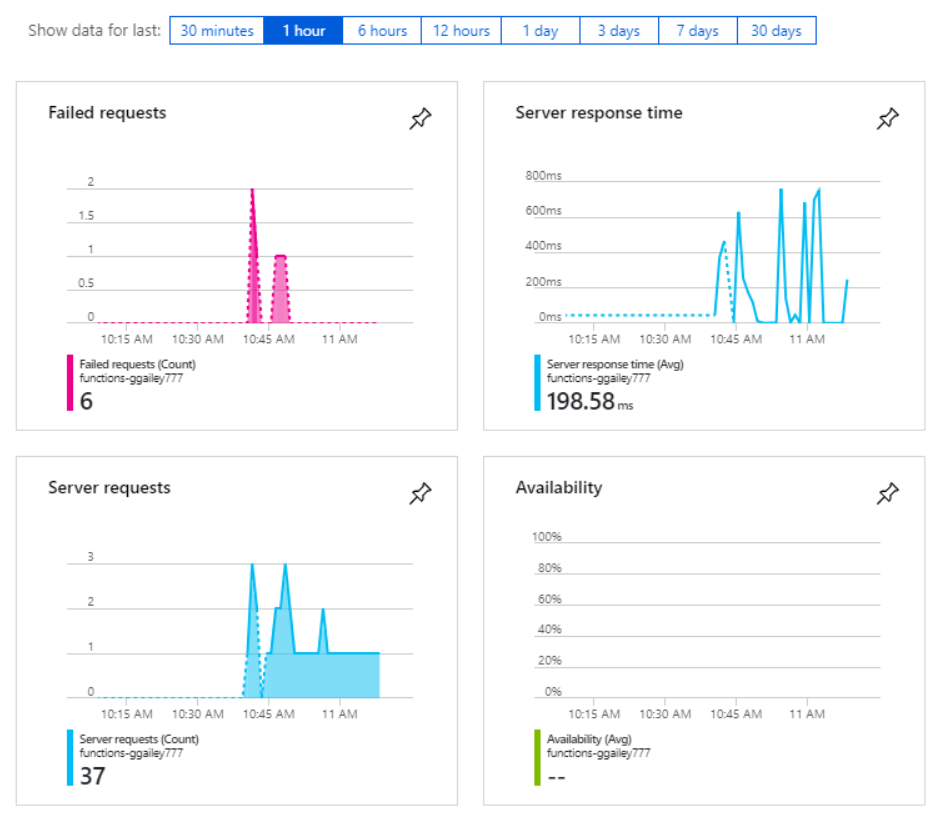 Show data for last: 30 minutes 1 hour 6 hours 12 hours 1 day 3 days 7 days 30 days
Failed requests
2
1.5
1
0.5
0
10:15 AM 10:30 AM 10:45 AM 11 AM
Failed requests (Count)
functions-ggailey777
6
Server response time
800ms
600ms
400ms
200ms
0ms
10:15 AM 10:30 AM 10:45 AM 11 AM
Server response time (Avg)
functions-ggailey777
198.58 ms
Server requests
3
2
1
0
10:15 AM 10:30 AM 10:45 AM 11 AM
Server requests (Count)
functions-ggailey777
37
Availability
100%
80%
60%
40%
20%
0%
10:15 AM 10:30 AM 10:45 AM 11 AM
Availability (Avg)
functions-ggailey777
--